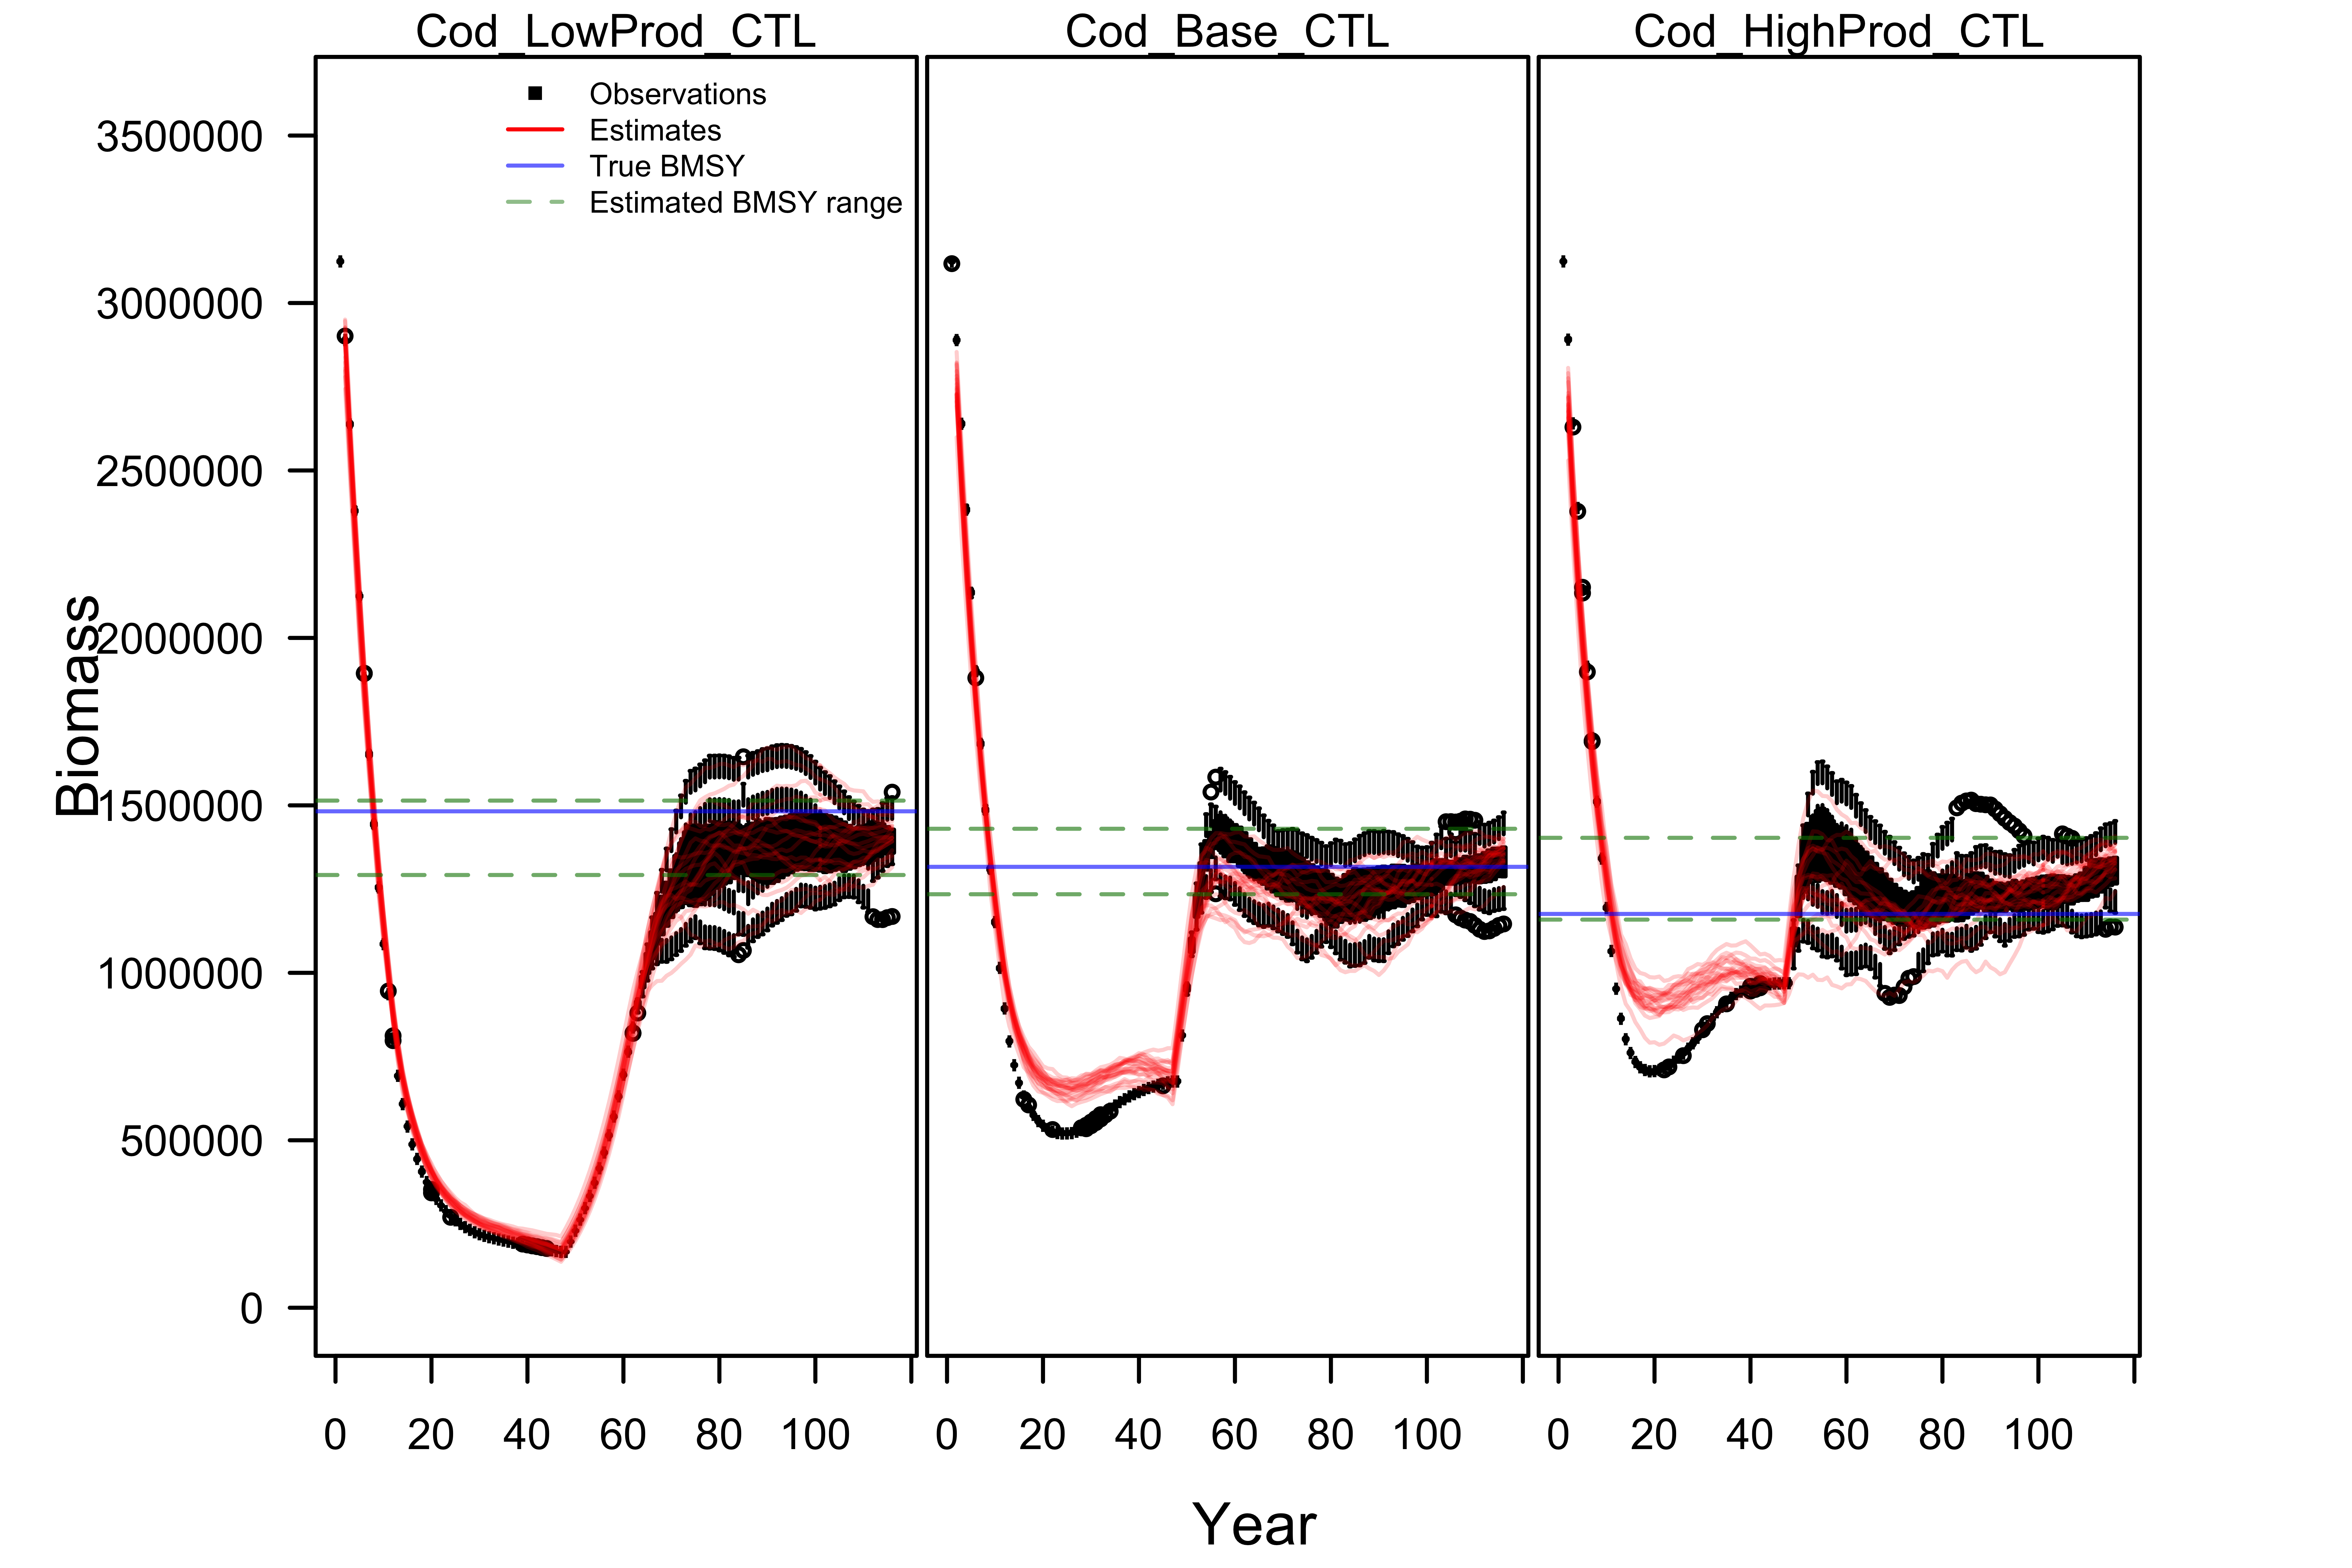 Cod_LowProd_CTL Cod_Base_CTL Cod_HighProd_CTL
Observations
Estimates
True BMSY
Estimated BMSY range
Biomass
3500000
3000000
2500000
2000000
1500000
1000000
500000
0
0 20 40 60 80 100 0 20 40 60 80 100 0 20 40 60 80 100
Year